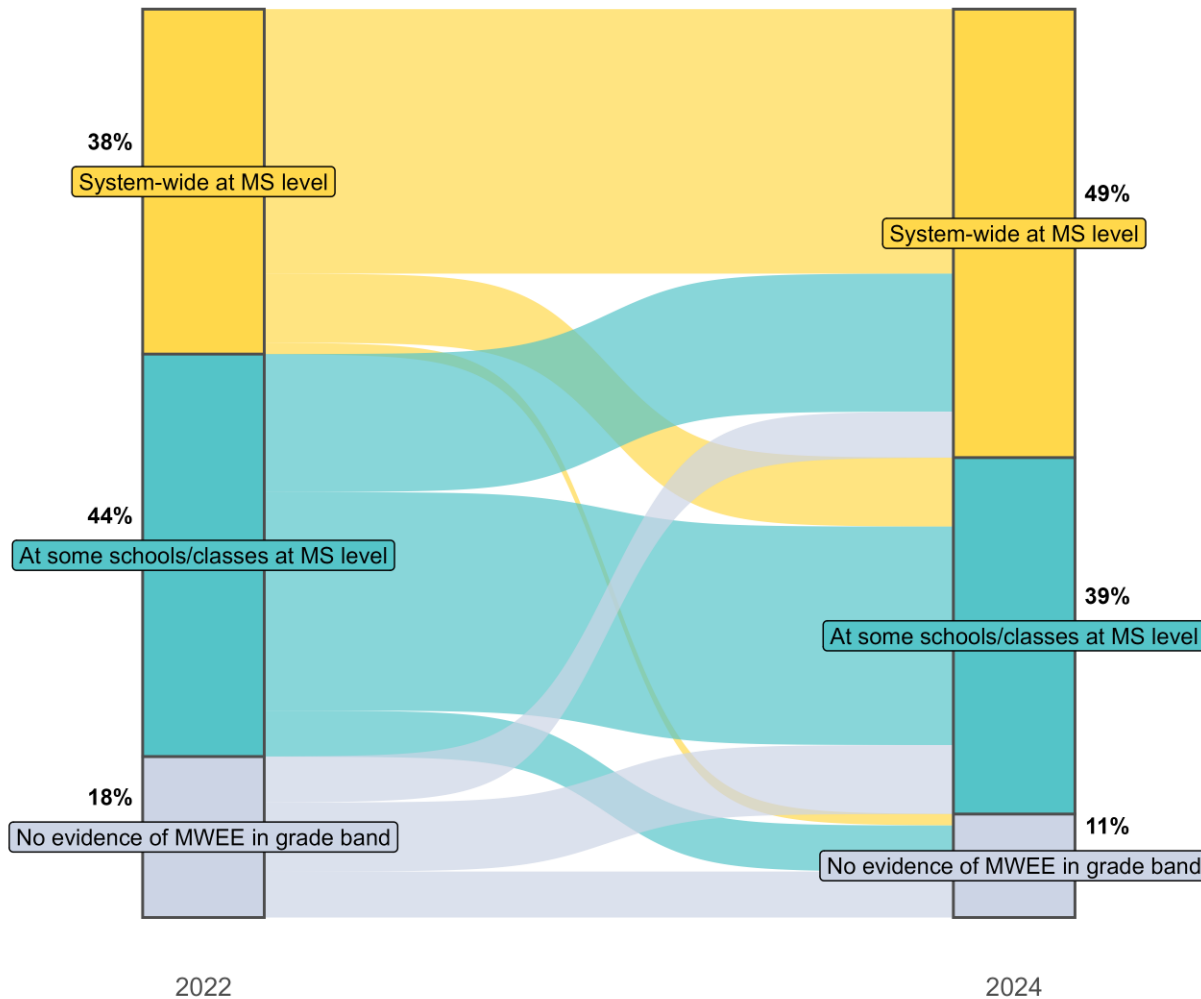 38%
System-wide at MS level
44%
At some schools/classes at MS level
18%
No evidence of MWEE in grade band
49%
System-wide at MS level
39%
At some schools/classes at MS level
11%
No evidence of MWEE in grade band
2022
2024